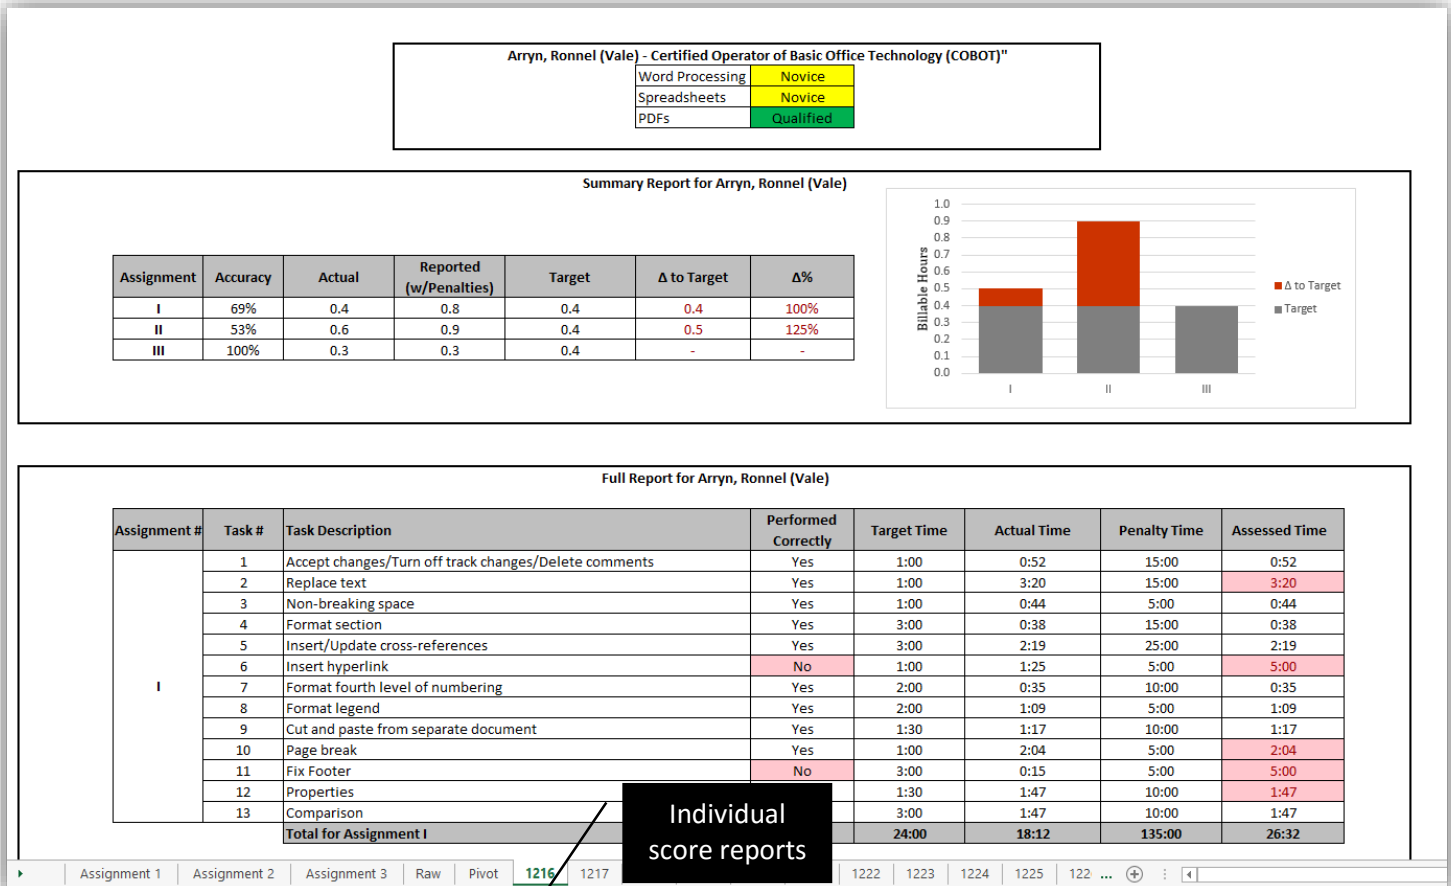 Arryn, Ronnel (Vale) - Certified Operator of Basic Office Technology (COBOT)"
Word Processing Novice
Spreadsheets Novice
PDFs Qualified
Summary Report for Arryn, Ronnel (Vale)
Assignment Accuracy Actual Reported (w/Penalties) Target Δ to Target Δ%
I 69% 0.4 0.8 0.4 0.4 100%
II 53% 0.6 0.9 0.4 0.5 125%
III 100% 0.3 0.3 0.4 - -
Billable Hours
1.0
0.9
0.8
0.7
0.6
0.5
0.4
0.3
0.2
0.1
0.0
I II III
Δ to Target
Target
Full Report for Arryn, Ronnel (Vale)
Assignment # Task # Task Description Performed Correctly Target Time Actual Time Penalty Time Assessed Time
I
1 Accept changes/Turn off track changes/Delete comments Yes 1:00 0:52 15:00 0:52
2 Replace text Yes 1:00 3:20 15:00 3:20
3 Non-breaking space Yes 1:00 0:44 5:00 0:44
4 Format section Yes 3:00 0:38 15:00 0:38
5 Insert/Update cross-references Yes 3:00 2:19 25:00 2:19
6 Insert hyperlink No 1:00 1:25 5:00 5:00
7 Format fourth level of numbering Yes 2:00 0:35 10:00 0:35
8 Format legend Yes 2:00 1:09 5:00 1:09
9 Cut and paste from separate document Yes 1:30 1:17 10:00 1:17
10 Page break Yes 1:00 2:04 5:00 2:04
11 Fix Footer No 3:00 0:15 5:00 5:00
12 Properties 1:30 1:47 10:00 1:47
13 Comparison 3:00 1:47 10:00 1:47
Total for Assignment I 24:00 18:12 135:00 26:32
Individual
score reports
Assignment 1 Assignment 2 Assignment 3 Raw Pivot 1216 1217 1222 1223 1224 1225 122 ...